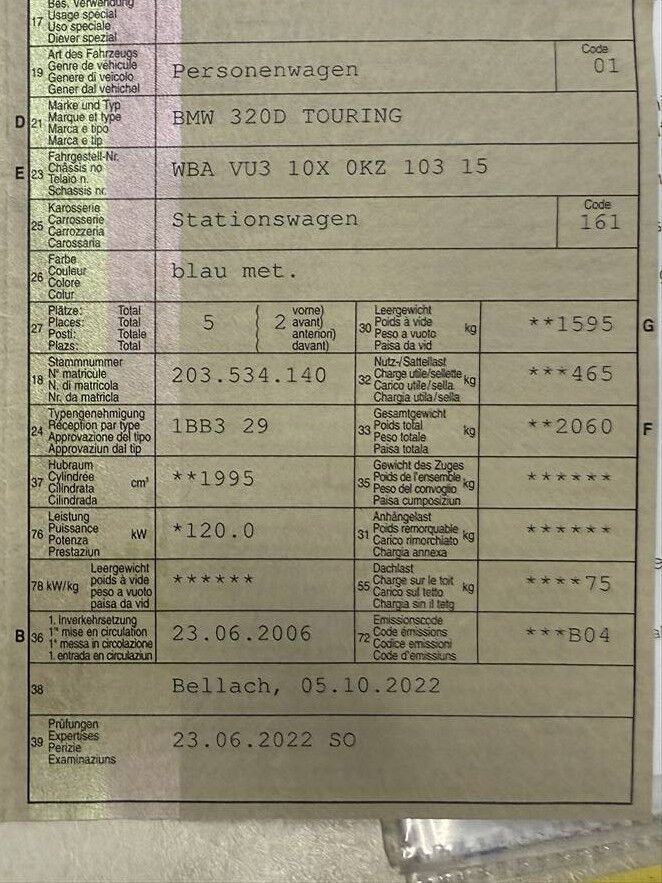 Bes. Verwendung
17 Usage spécial
Uso speciale
Diever spezial
19 Art des Fahrzeugs
Genre de véhicule
Genere di veicolo
Gener dal vehichel
Personenwagen
Code
01
D 21 Marke und Typ
Marque et type
Marca e tipo
Marca e tip
BMW 320D TOURING
E 23 Fahrgestell-Nr.
Châssis no
Telaio n.
Schassis nr.
WBA VU3 10X 0KZ 103 15
25 Karosserie
Carrosserie
Carrozzeria
Carossaria
Stationswagen
Code
161
26 Farbe
Couleur
Colore
Colur
blau met.
27 Plätze: Total
Places: Total
Posti: Totale
Plazs: Total
5 ( 2 vorne)
avant)
anteriori)
davant)
30 Leergewicht
Poids à vide
Peso a vuoto
Paisa da vid
kg
**1595 G
18 Stammnummer
N° matricule
N. di matricola
Nr. da matricla
203.534.140
32 Nutz-/Sattellast
Charge utile/sellette
Carico utile/sella
Chargia utila/sella
kg
***465
24 Typengenehmigung
Réception par type
Approvazione del tipo
Approvaziun dal tip
1BB3 29
33 Gesamtgewicht
Poids total
Peso totale
Paisa totala
kg
**2060 F
37 Hubraum
Cylindrée
Cilindrata
Cilindrada
cm³
**1995
35 Gewicht des Zuges
Poids de l'ensemble
Peso del convoglio
Paisa cumposiziun
kg
******
76 Leistung
Puissance
Potenza
Prestaziun
kW
*120.0
31 Anhängelast
Poids remorquable
Carico rimorchiato
Chargia annexa
kg
******
78 kW/kg Leergewicht
poids à vide
peso a vuoto
paisa da vid
******
55 Dachlast
Charge sur le toit
Carico sul tetto
Chargia sin il tetg
kg
****75
B 36 1. Inverkehrsetzung
1re mise en circulation
1a messa in circolazione
1. entrada en circulaziun
23.06.2006
72 Emissionscode
Code émissions
Codice emissioni
Code d'emissiuns
***B04
38
Bellach, 05.10.2022
39 Prüfungen
Expertises
Perizie
Examinaziuns
23.06.2022 SO